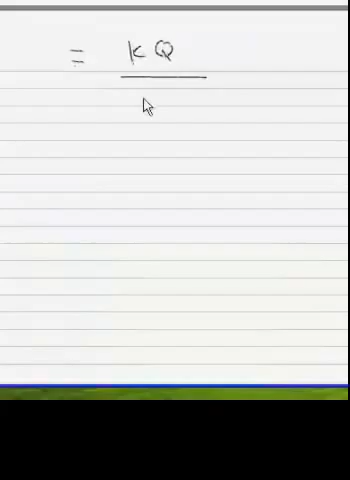 = KQ